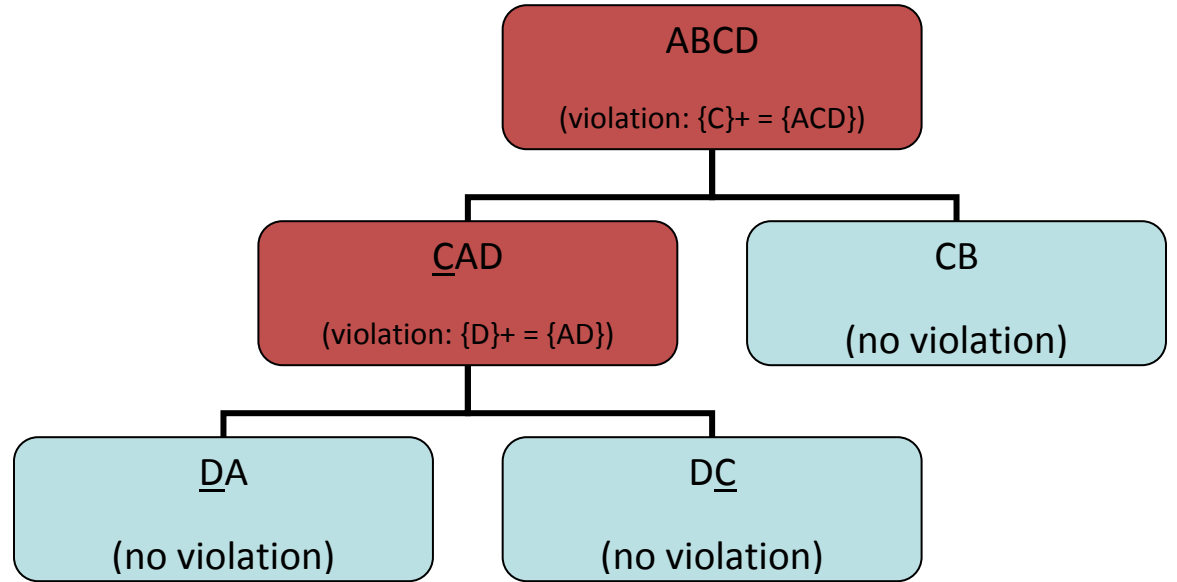 ABCD
(violation: {C}+ = {ACD})
CAD
(violation: {D}+ = {AD})
CB
(no violation)
DA
(no violation)
DC
(no violation)